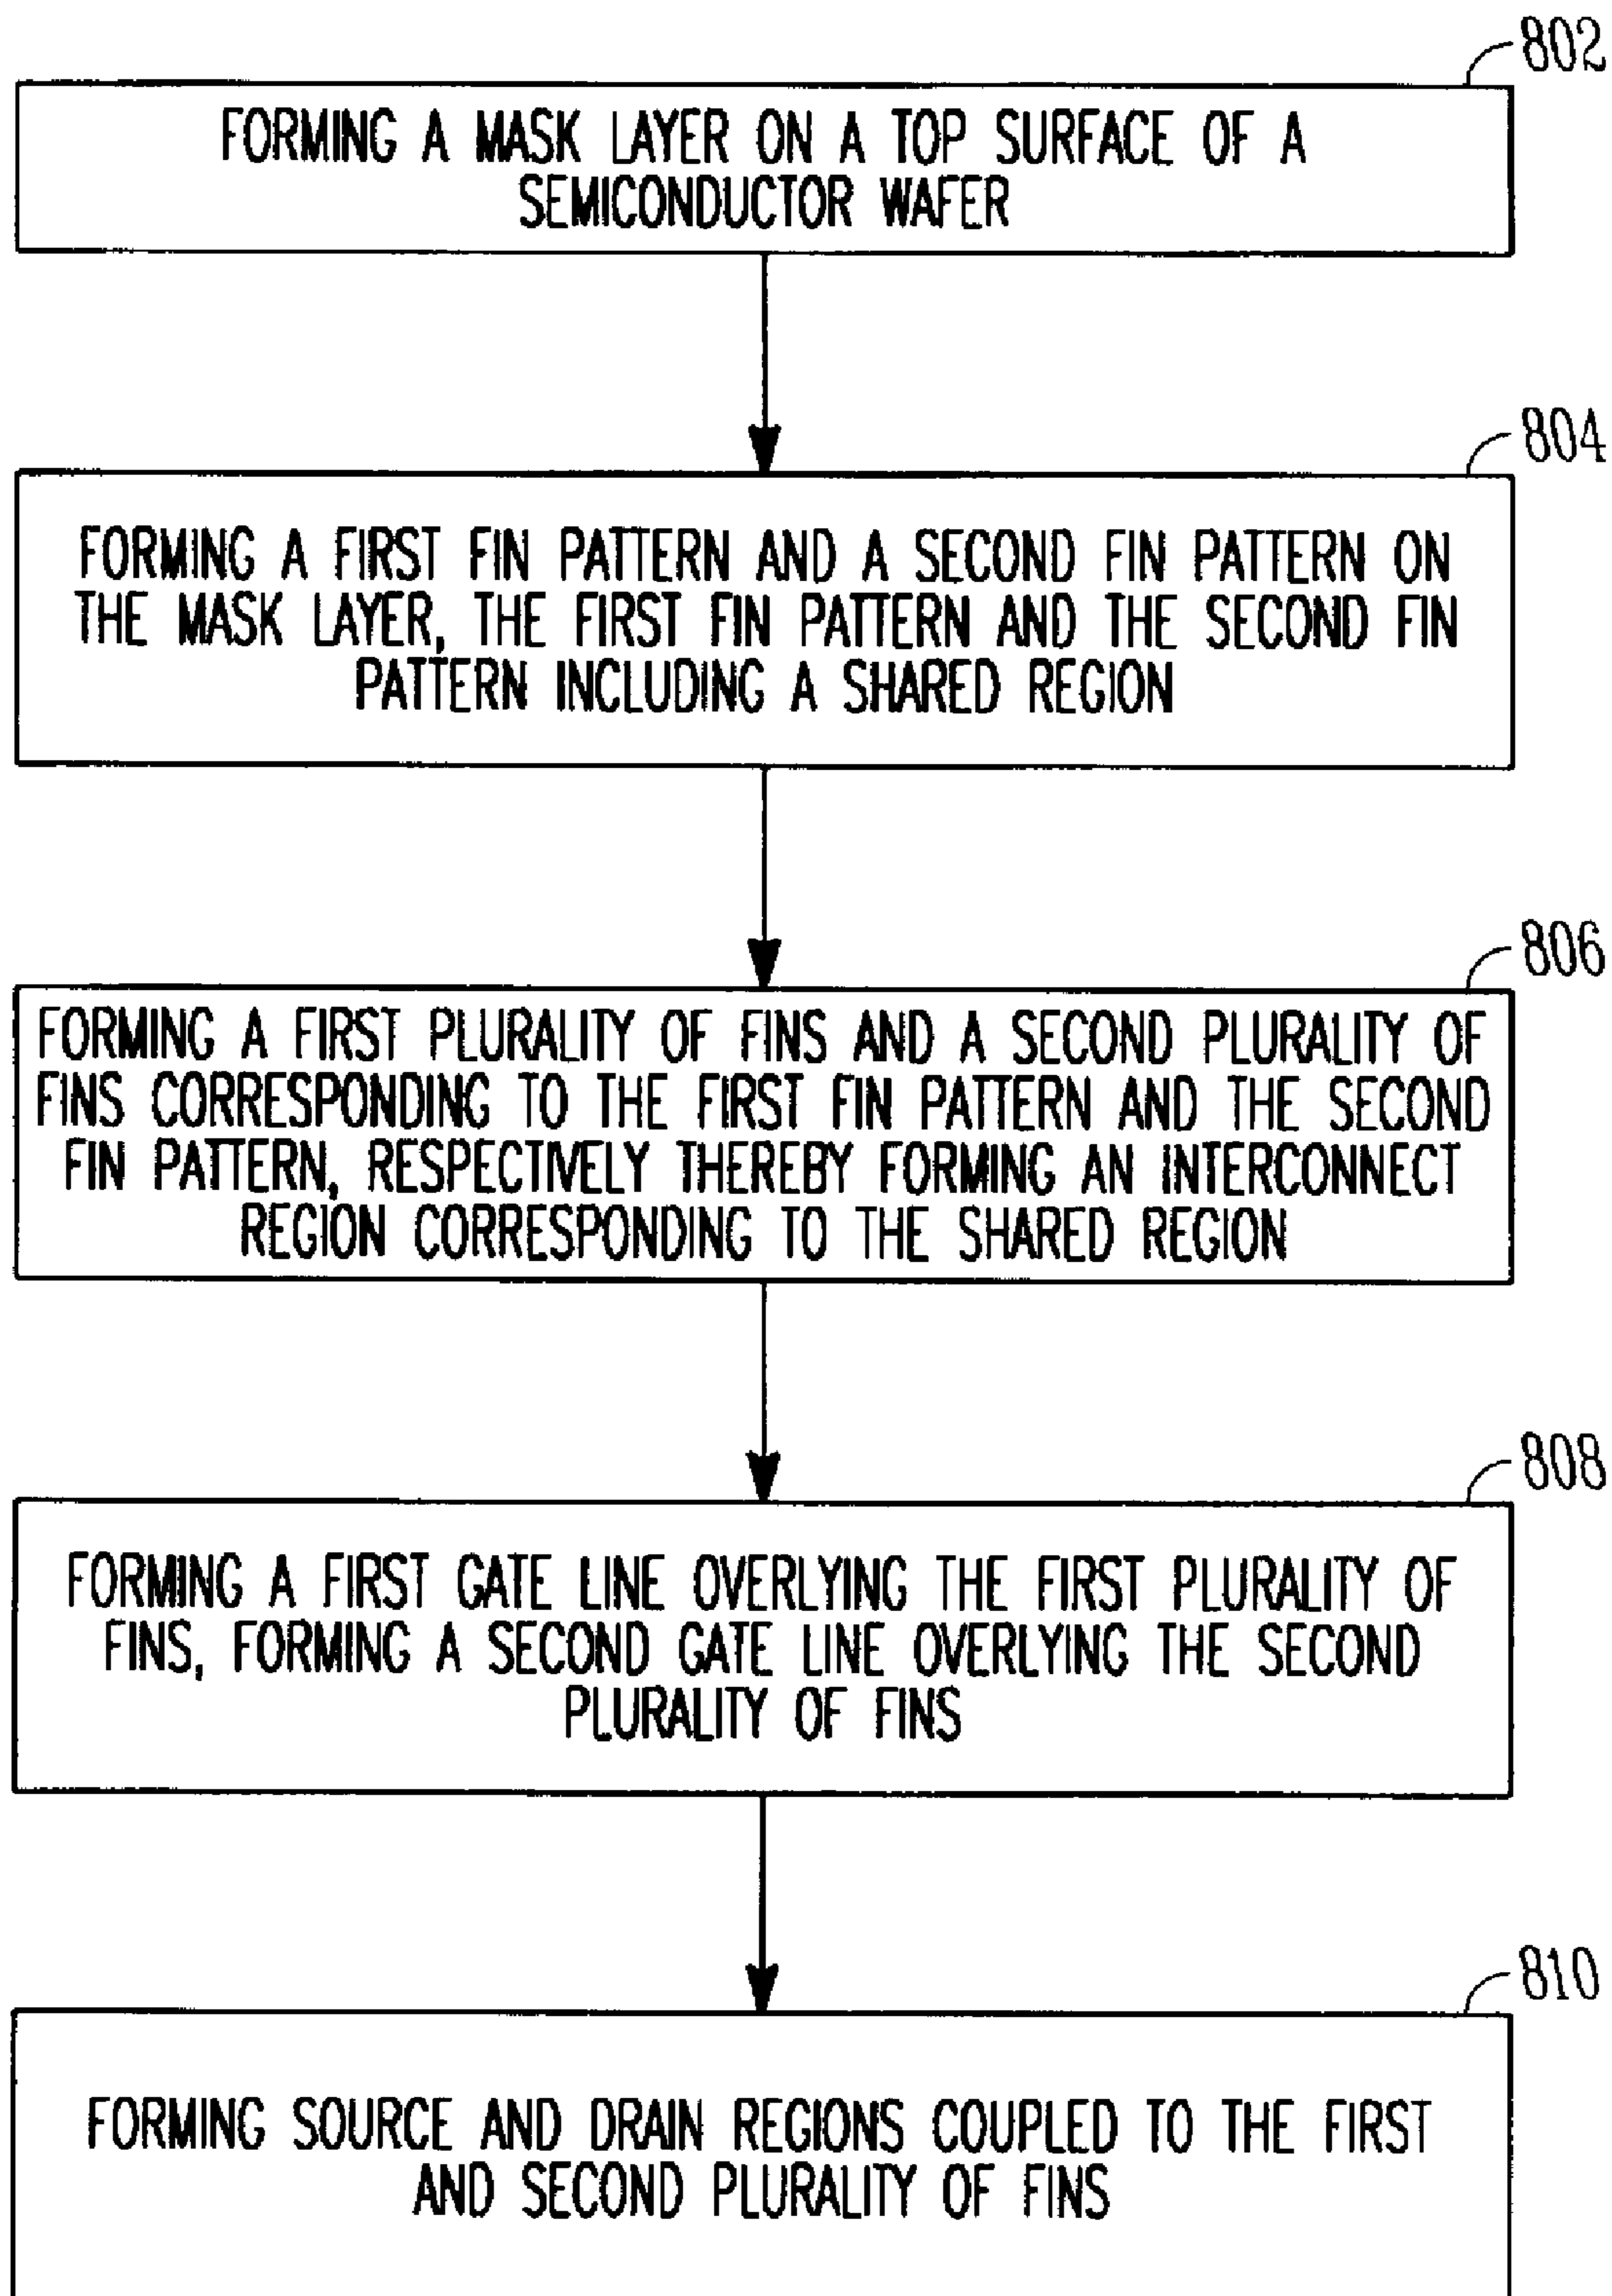 802
FORMING A MASK LAYER ON A TOP SURFACE OF A
SEMICONDUCTOR WAFER
804
FORMING A FIRST FIN PATTERN AND A SECOND FIN PATTERN ON
THE MASK LAYER, THE FIRST FIN PATTERN AND THE SECOND FIN
PATTERN INCLUDING A SHARED REGION
806
FORMING A FIRST PLURALITY OF FINS AND A SECOND PLURALITY OF
FINS CORRESPONDING TO THE FIRST FIN PATTERN AND THE SECOND
FIN PATTERN, RESPECTIVELY THEREBY FORMING AN INTERCONNECT
REGION CORRESPONDING TO THE SHARED REGION
808
FORMING A FIRST GATE LINE OVERLYING THE FIRST PLURALITY OF
FINS, FORMING A SECOND GATE LINE OVERLYING THE SECOND
PLURALITY OF FINS
810
FORMING SOURCE AND DRAIN REGIONS COUPLED TO THE FIRST
AND SECOND PLURALITY OF FINS